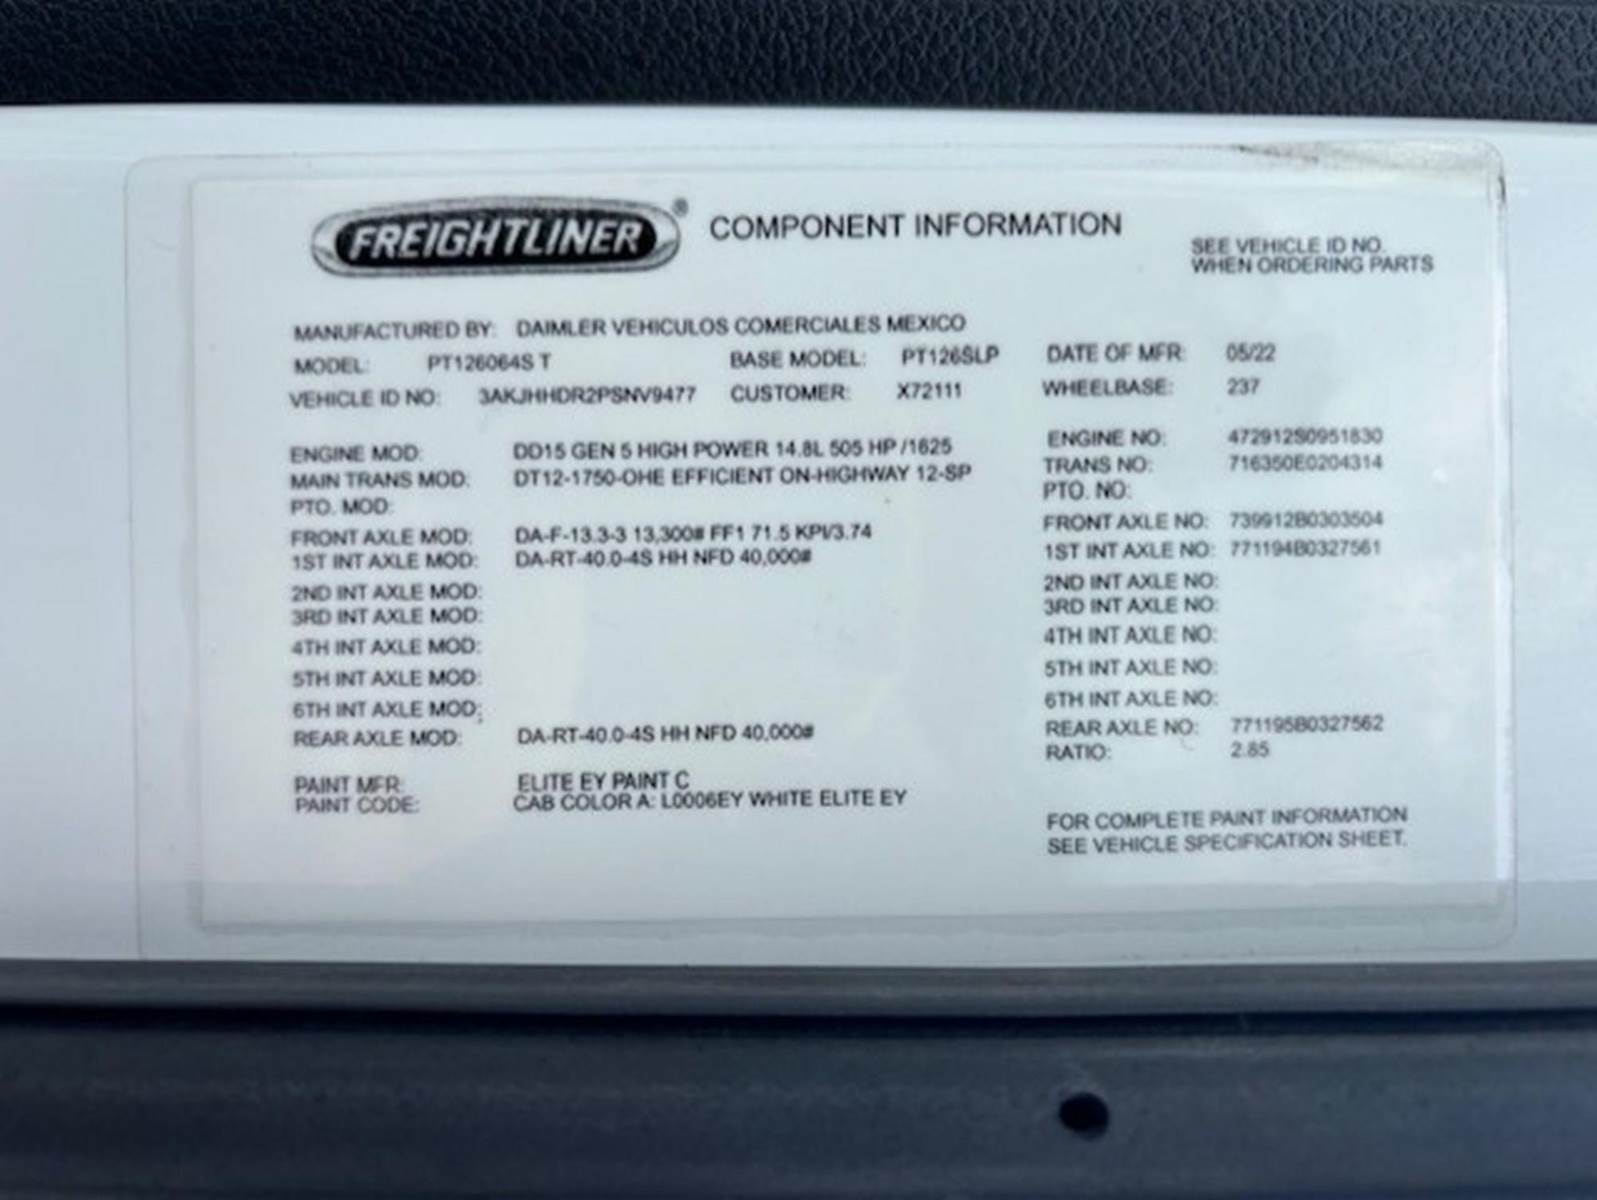 FREIGHTLINER® COMPONENT INFORMATION
SEE VEHICLE ID NO.
WHEN ORDERING PARTS
MANUFACTURED BY: DAIMLER VEHICULOS COMERCIALES MEXICO
MODEL: PT126064S T BASE MODEL: PT126SLP DATE OF MFR: 05/22
VEHICLE ID NO: 3AKJHHDR2PSNV9477 CUSTOMER: X72111 WHEELBASE: 237
ENGINE MOD: DD15 GEN 5 HIGH POWER 14.8L 505 HP /1625 ENGINE NO: 472912S0951830
MAIN TRANS MOD: DT12-1750-OHE EFFICIENT ON-HIGHWAY 12-SP TRANS NO: 716350E0204314
PTO. MOD: PTO. NO:
FRONT AXLE MOD: DA-F-13.3-3 13,300# FF1 71.5 KPI/3.74 FRONT AXLE NO: 739912B0303504
1ST INT AXLE MOD: DA-RT-40.0-4S HH NFD 40,000# 1ST INT AXLE NO: 771194B0327561
2ND INT AXLE MOD: 2ND INT AXLE NO:
3RD INT AXLE MOD: 3RD INT AXLE NO:
4TH INT AXLE MOD: 4TH INT AXLE NO:
5TH INT AXLE MOD: 5TH INT AXLE NO:
6TH INT AXLE MOD: 6TH INT AXLE NO:
REAR AXLE MOD: DA-RT-40.0-4S HH NFD 40,000# REAR AXLE NO: 771195B0327562
RATIO: 2.85
PAINT MFR: ELITE EY PAINT C
PAINT CODE: CAB COLOR A: L0006EY WHITE ELITE EY
FOR COMPLETE PAINT INFORMATION
SEE VEHICLE SPECIFICATION SHEET.